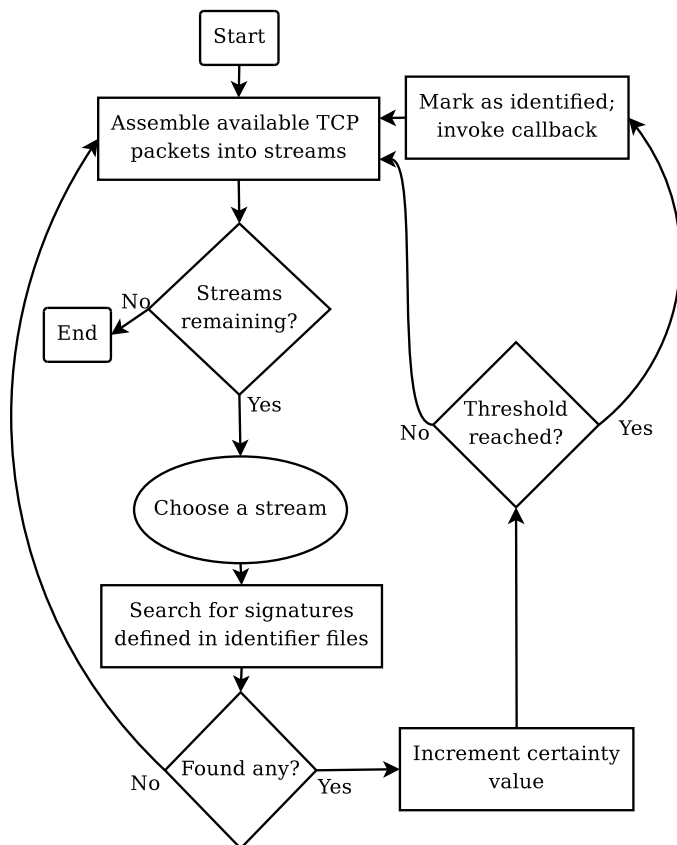 Start
Assemble available TCP
packets into streams
Mark as identified;
invoke callback
Streams
remaining?
No
End
Yes
Threshold
reached?
No
Yes
Choose a stream
Search for signatures
defined in identifier files
Found any?
No
Yes
Increment certainty
value